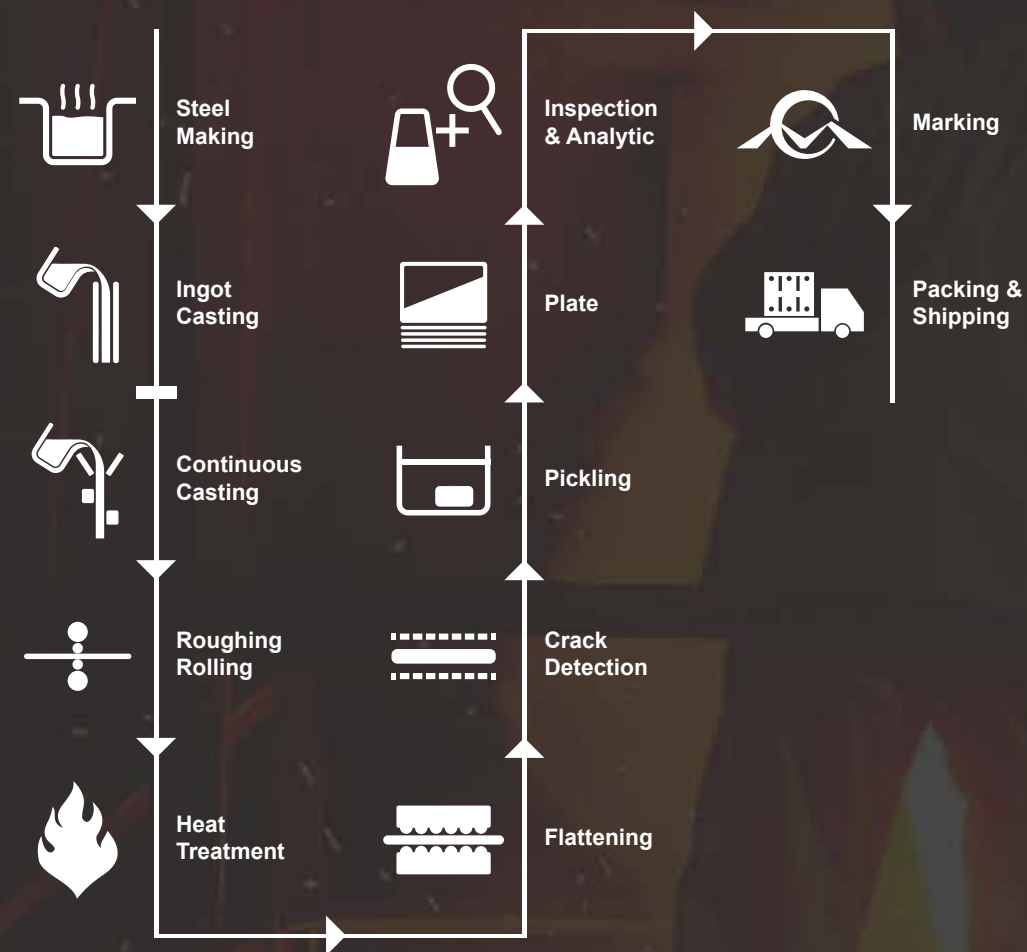 Steel
Making
Ingot
Casting
Continuous
Casting
Roughing
Rolling
Heat
Treatment
Flattening
Crack
Detection
Pickling
Plate
Inspection
& Analytic
Marking
Packing &
Shipping